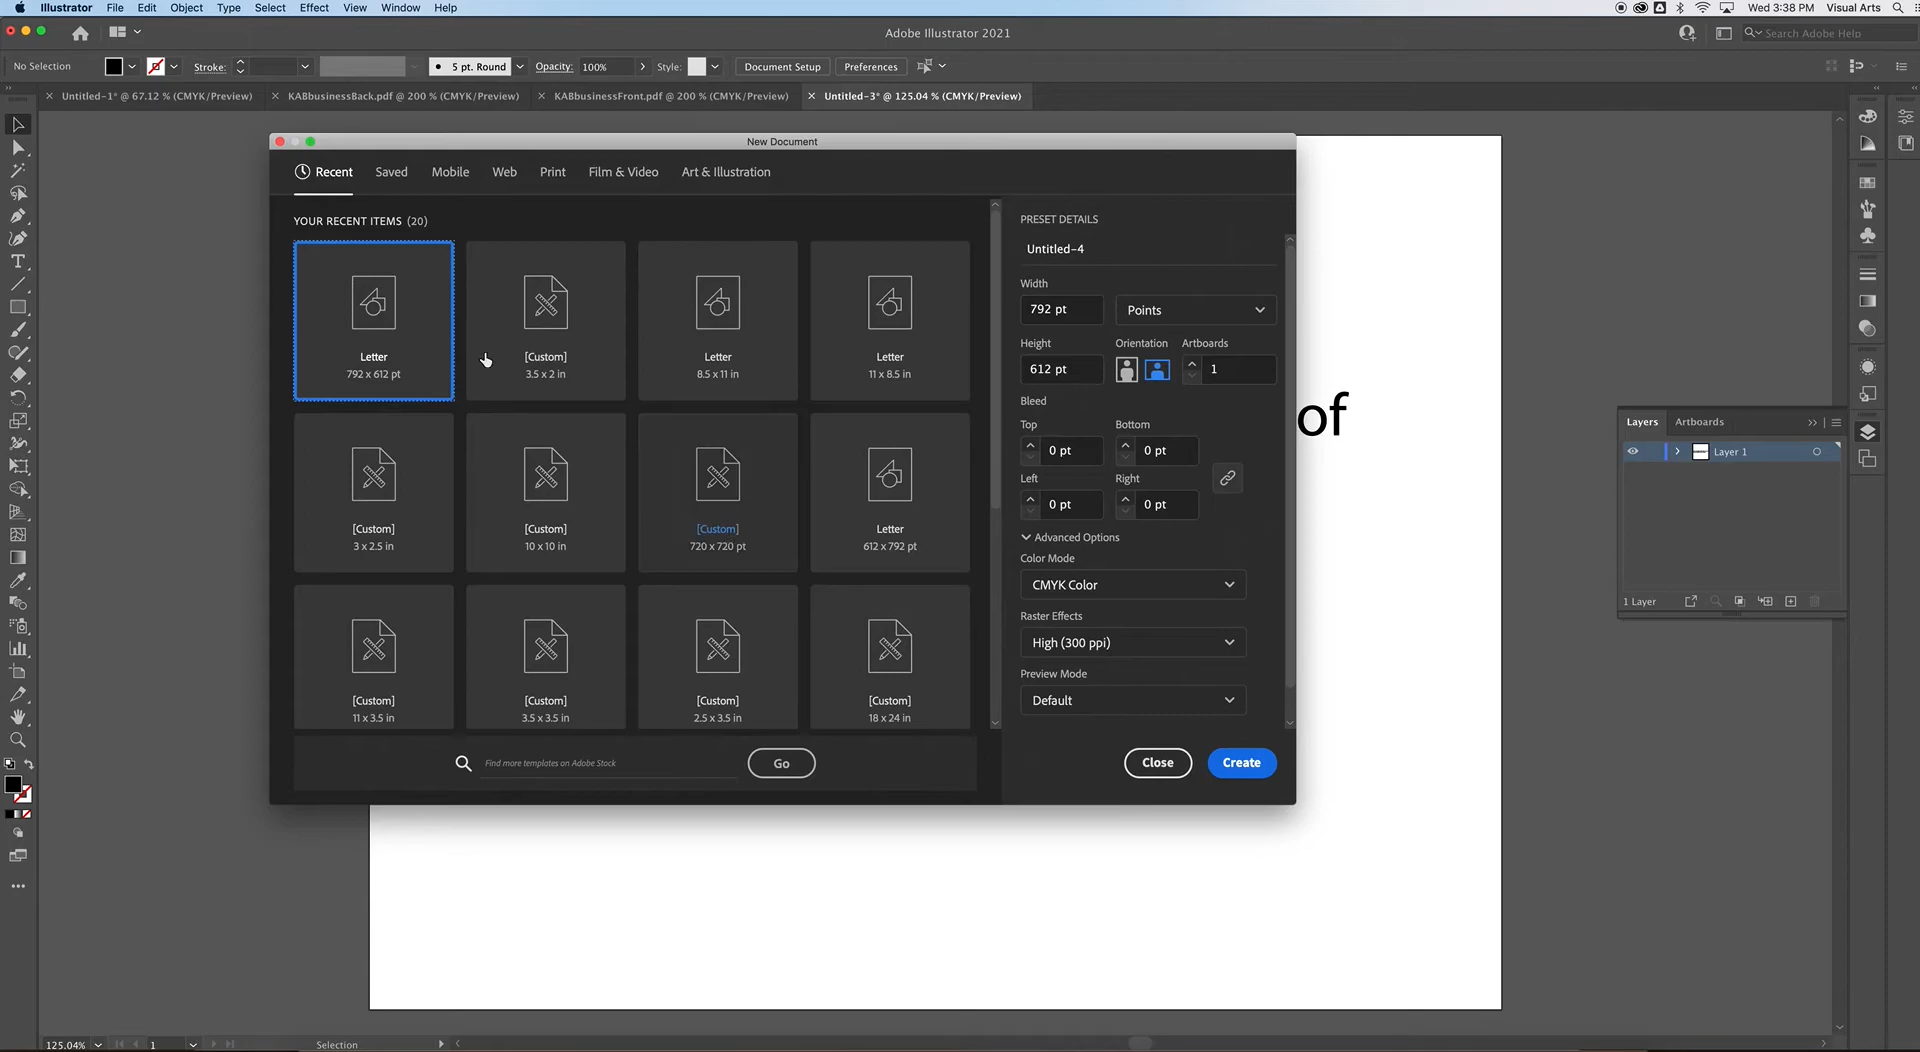 Illustrator File Edit Object Type Select Effect View Window Help
Wed 3:38 PM Visual Arts
Adobe Illustrator 2021
Search Adobe Help
No Selection
Stroke:
5 pt. Round
Opacity: 100%
Style:
Document Setup
Preferences
Untitled-1* @ 67.12 % (CMYK/Preview)
KABbusinessBack.pdf @ 200 % (CMYK/Preview)
KABbusinessFront.pdf @ 200 % (CMYK/Preview)
Untitled-3* @ 125.04 % (CMYK/Preview)
New Document
Recent Saved Mobile Web Print Film & Video Art & Illustration
YOUR RECENT ITEMS (20)
Letter
792 x 612 pt
[Custom]
3.5 x 2 in
Letter
8.5 x 11 in
Letter
11 x 8.5 in
[Custom]
3 x 2.5 in
[Custom]
10 x 10 in
[Custom]
720 x 720 pt
Letter
612 x 792 pt
[Custom]
11 x 3.5 in
[Custom]
3.5 x 3.5 in
[Custom]
2.5 x 3.5 in
[Custom]
18 x 24 in
Find more templates on Adobe Stock
Go
PRESET DETAILS
Untitled-4
Width
792 pt
Points
Height Orientation Artboards
612 pt
1
Bleed
Top Bottom
0 pt 0 pt
Left Right
0 pt 0 pt
Advanced Options
Color Mode
CMYK Color
Raster Effects
High (300 ppi)
Preview Mode
Default
Close
Create
of
Layers Artboards
Layer 1
1 Layer
125.04%
1
Selection